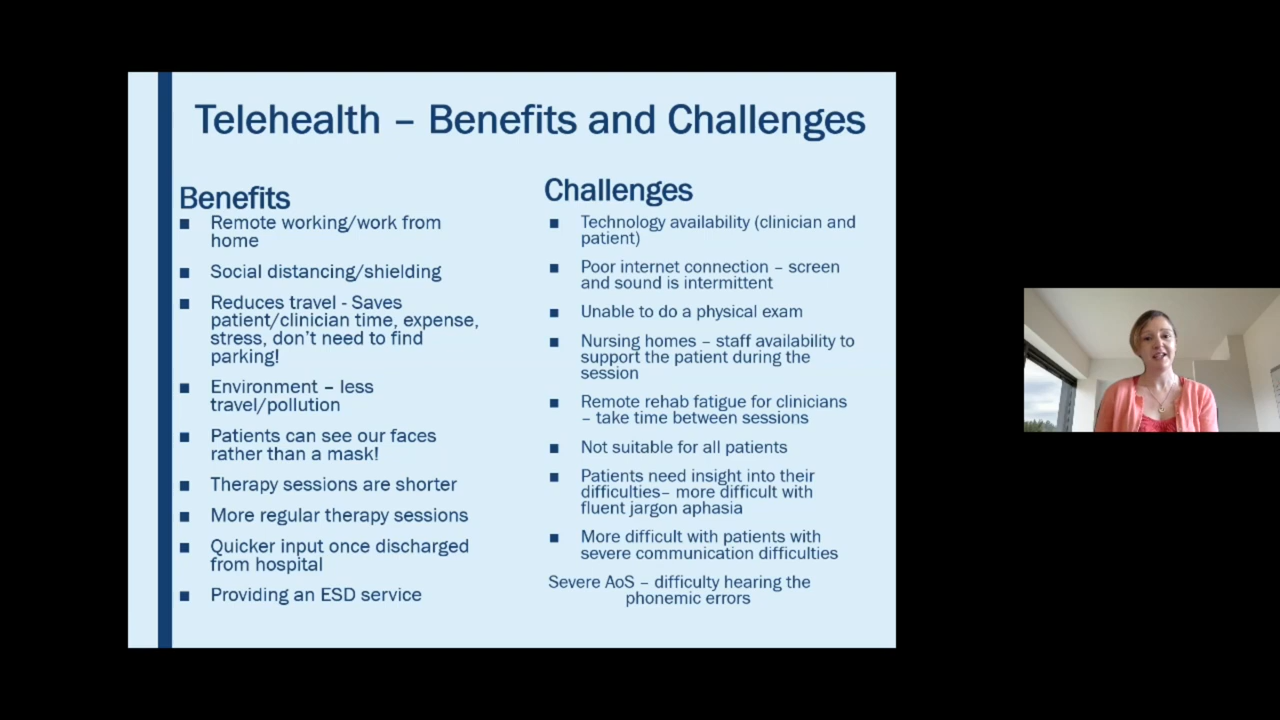 Telehealth – Benefits and Challenges
Benefits
Remote working/work from
home
Social distancing/shielding
Reduces travel - Saves
patient/clinician time, expense,
stress, don't need to find
parking!
Environment – less
travel/pollution
Patients can see our faces
rather than a mask!
Therapy sessions are shorter
More regular therapy sessions
Quicker input once discharged
from hospital
Providing an ESD service
Challenges
Technology availability (clinician and
patient)
Poor internet connection – screen
and sound is intermittent
Unable to do a physical exam
Nursing homes – staff availability to
support the patient during the
session
Remote rehab fatigue for clinicians
– take time between sessions
Not suitable for all patients
Patients need insight into their
difficulties– more difficult with
fluent jargon aphasia
More difficult with patients with
severe communication difficulties
Severe AoS – difficulty hearing the
phonemic errors